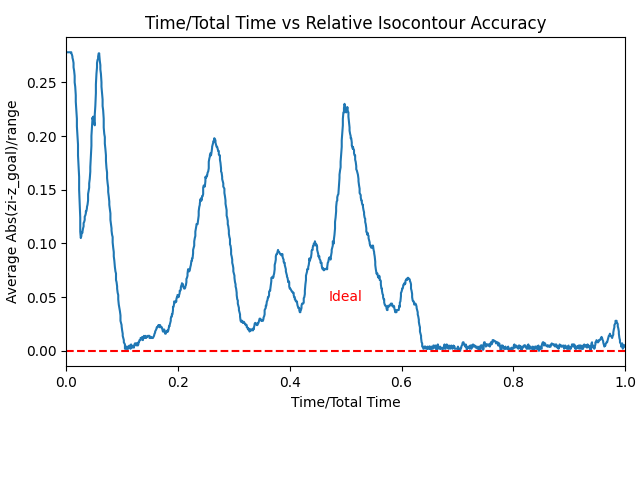 Time/Total Time vs Relative Isocontour Accuracy
Average Abs(zi-z_goal)/range
0.25
0.20
0.15
0.10
0.05
0.00
Ideal
0.0 0.2 0.4 0.6 0.8 1.0
Time/Total Time